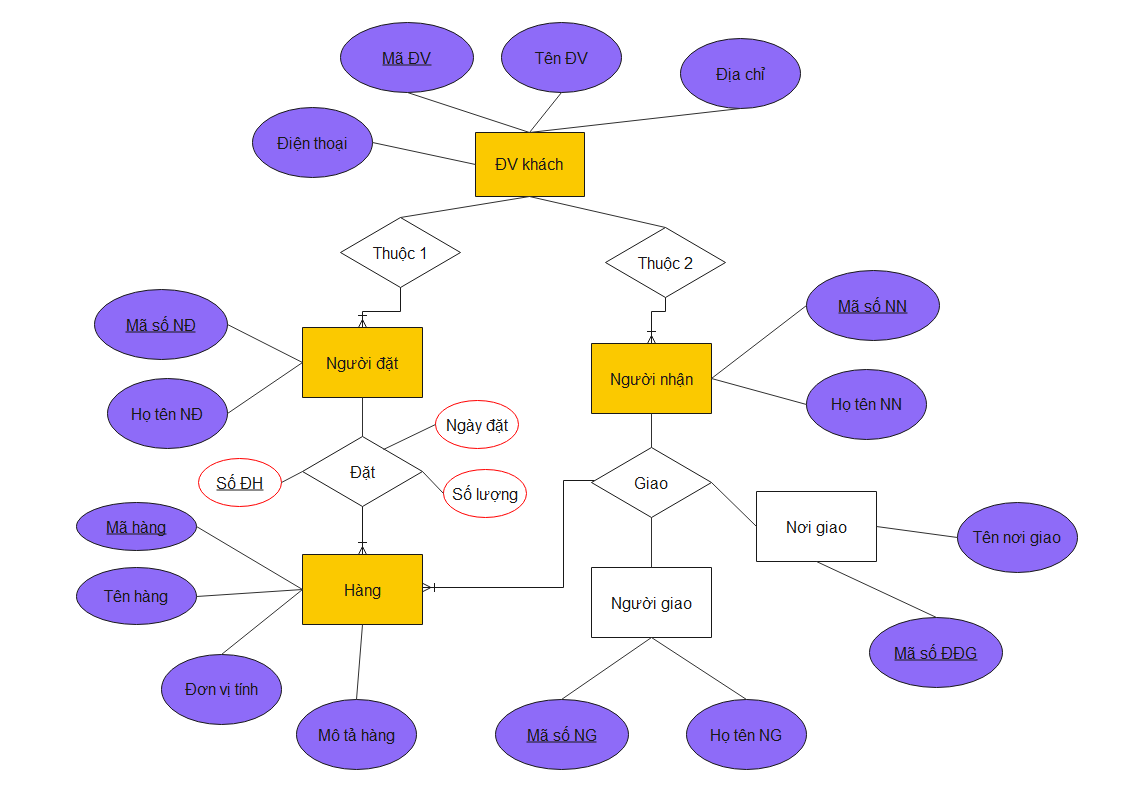 Mã ĐV
Tên ĐV
Địa chỉ
Điện thoại
ĐV khách
Thuộc 1
Thuộc 2
Mã số NĐ
Mã số NN
Người đặt
Người nhận
Họ tên NĐ
Họ tên NN
Ngày đặt
Đặt
Số ĐH
Số lượng
Giao
Mã hàng
Nơi giao
Tên nơi giao
Tên hàng
Hàng
Người giao
Mã số ĐĐG
Đơn vị tính
Mô tả hàng
Mã số NG
Họ tên NG